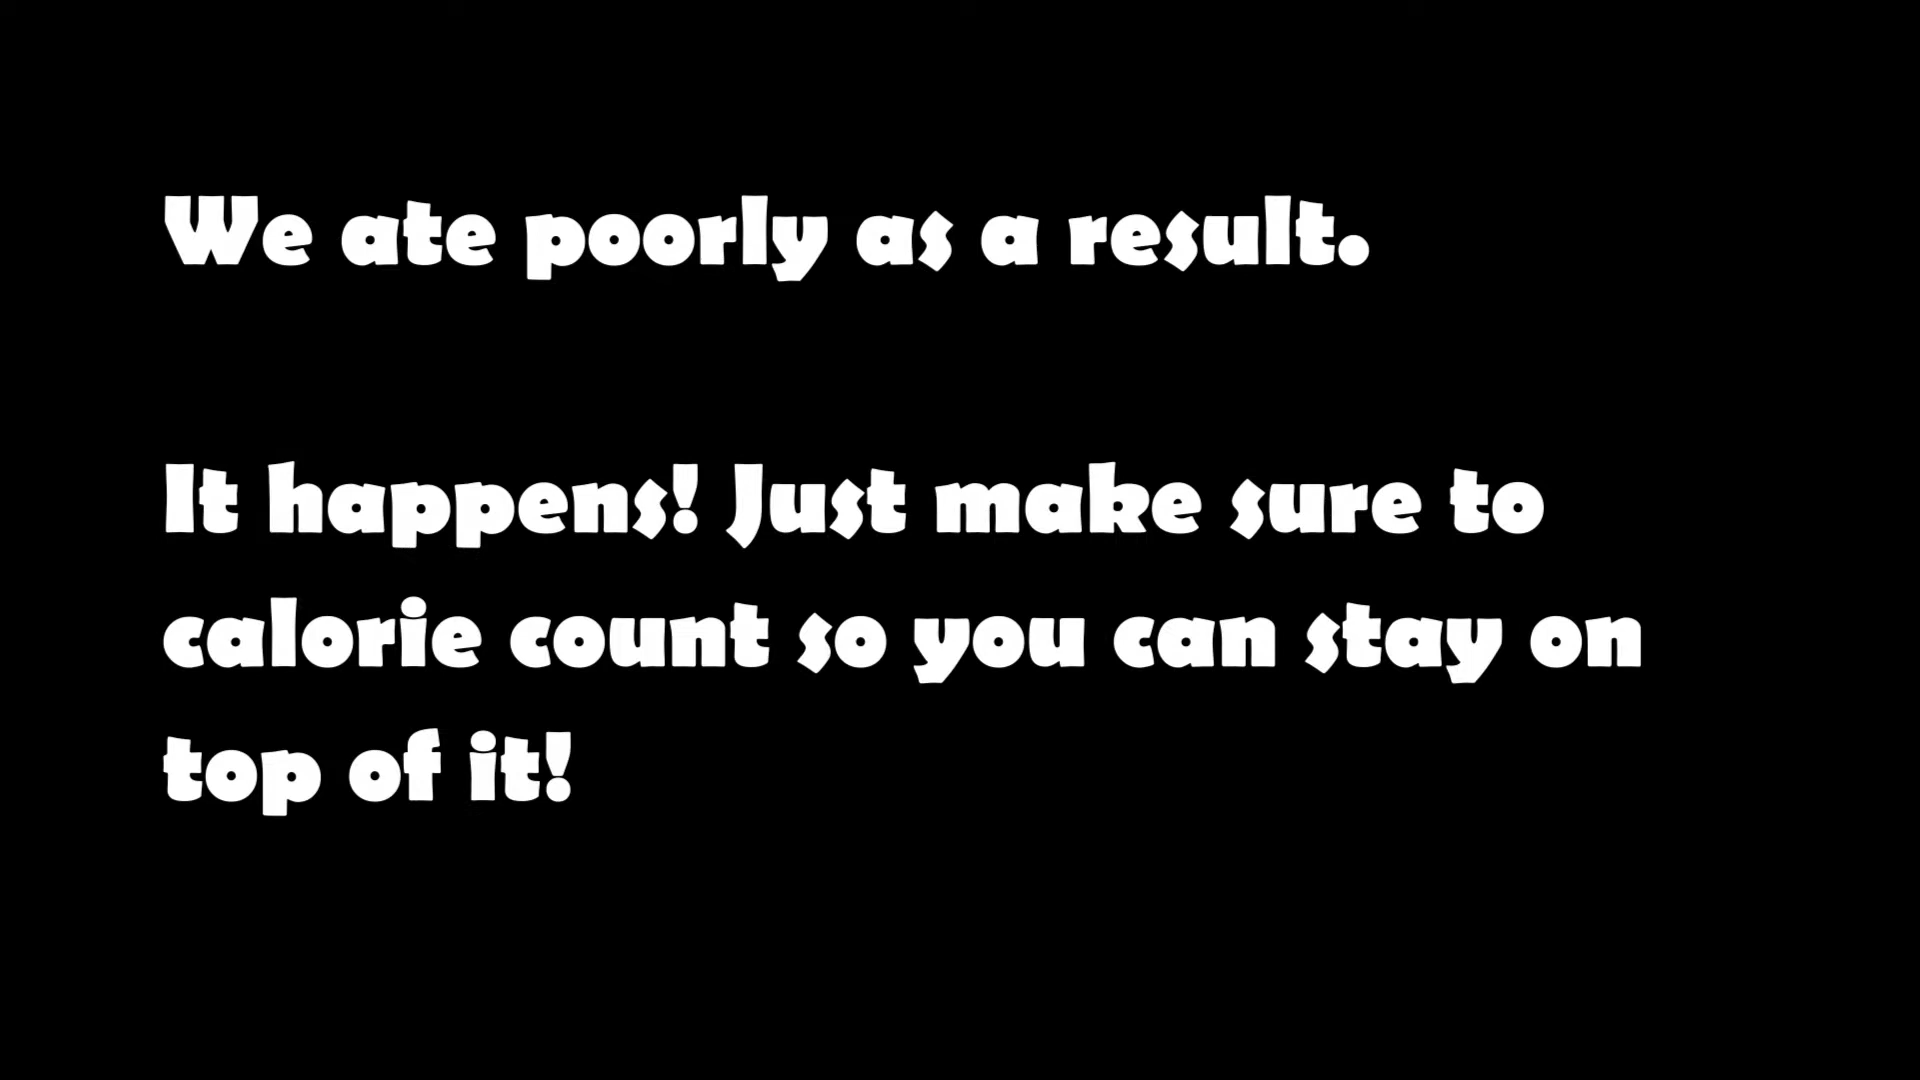 We ate poorly as a result.
It happens! Just make sure to
calorie count so you can stay on
top of it!